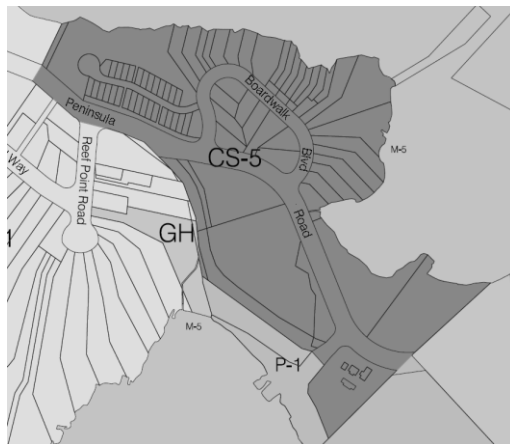 Boardwalk
Blvd
Peninsula
Road
CS-5
M-5
Reef Point Road
Way
GH
M-5
P-1